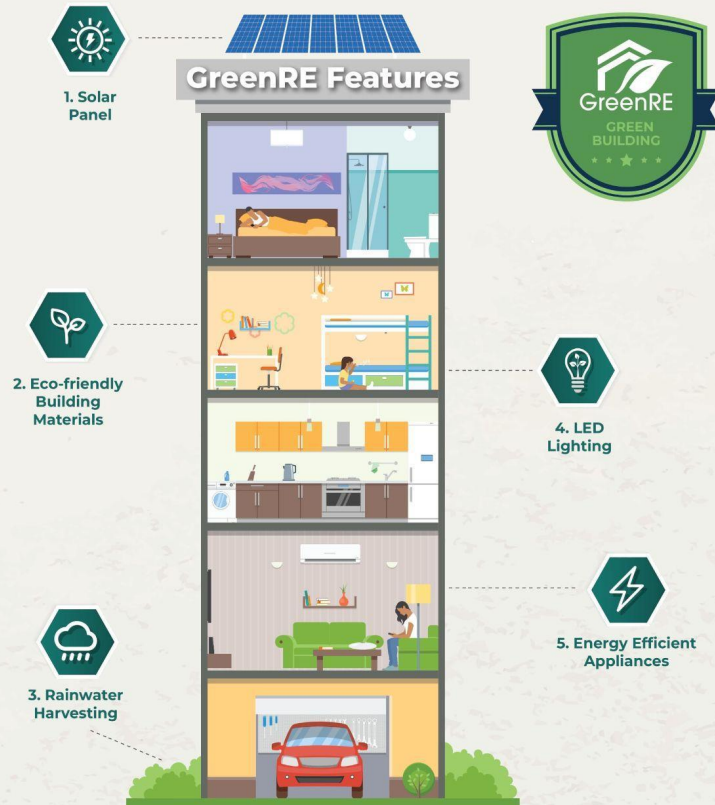 GreenRE Features
1. Solar
Panel
GreenRE
GREEN
BUILDING
2. Eco-friendly
Building
Materials
4. LED
Lighting
3. Rainwater
Harvesting
5. Energy Efficient
Appliances